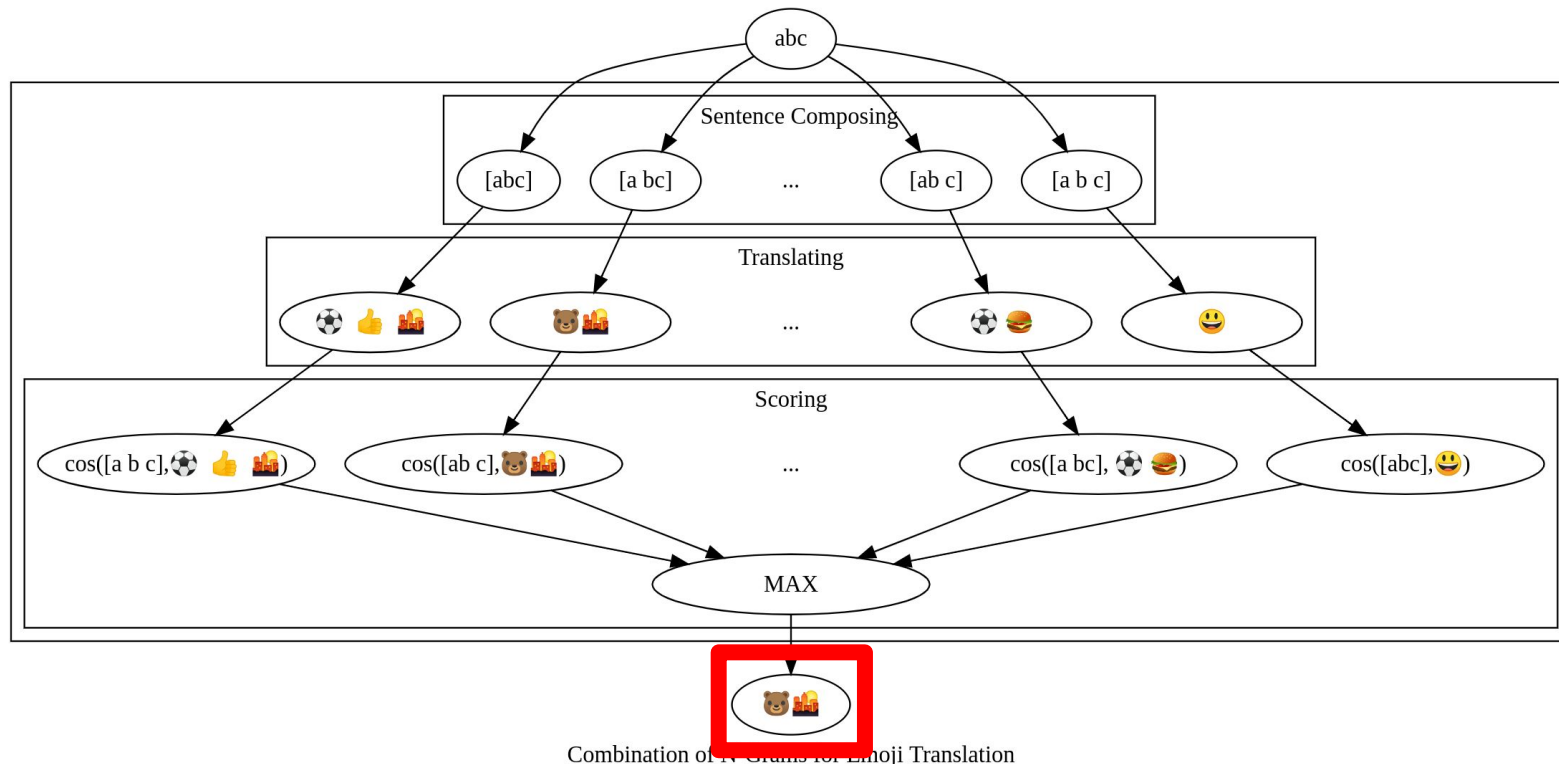 abc
Sentence Composing
[abc] [a bc] ... [ab c] [a b c]
Translating
⚽ 👍 🌇 🐻🌇 ... ⚽ 🍔 😃
Scoring
cos([a b c],⚽ 👍 🌇) cos([ab c],🐻🌇) ... cos([a bc], ⚽ 🍔) cos([abc],😃)
MAX
🐻🌇
Combination of N-Grams for Emoji Translation